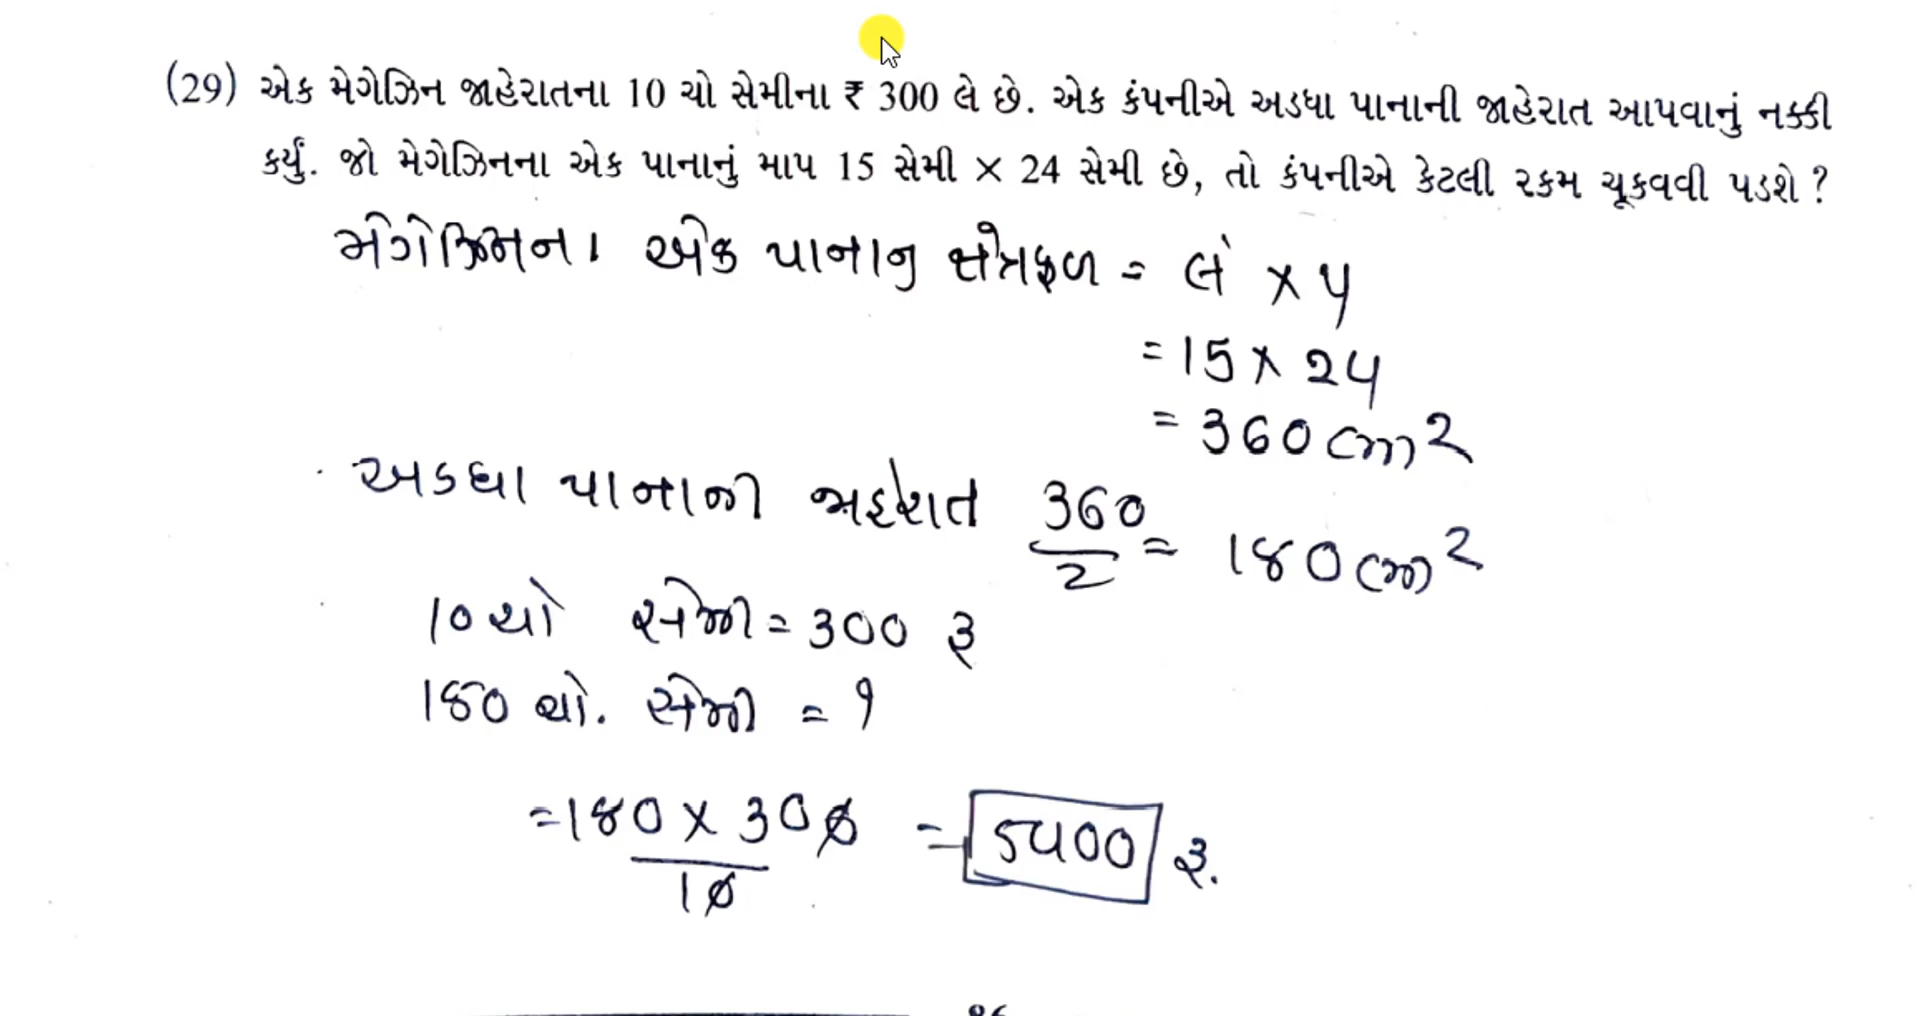 (29) એક મેગેઝિન જાહેરાતના 10 ચો સેમીના ₹ 300 લે છે. એક કંપનીએ અડધા પાનાની જાહેરાત આપવાનું નક્કી
કર્યું. જો મેગેઝિનના એક પાનાનું માપ 15 સેમી × 24 સેમી છે, તો કંપનીએ કેટલી રકમ ચૂકવવી પડશે ?
મેગેઝિનના એક પાનાનુ ક્ષેત્રફળ = લં × પ
= 15 × 24
= 360 cm²
અડધા પાનાની જાહેરાત 360/2 = 180 cm²
10 ચો સેમી = 300 રૂ
180 ચો. સેમી = ?
= 180 × 300 / 10 = 5400 રૂ.